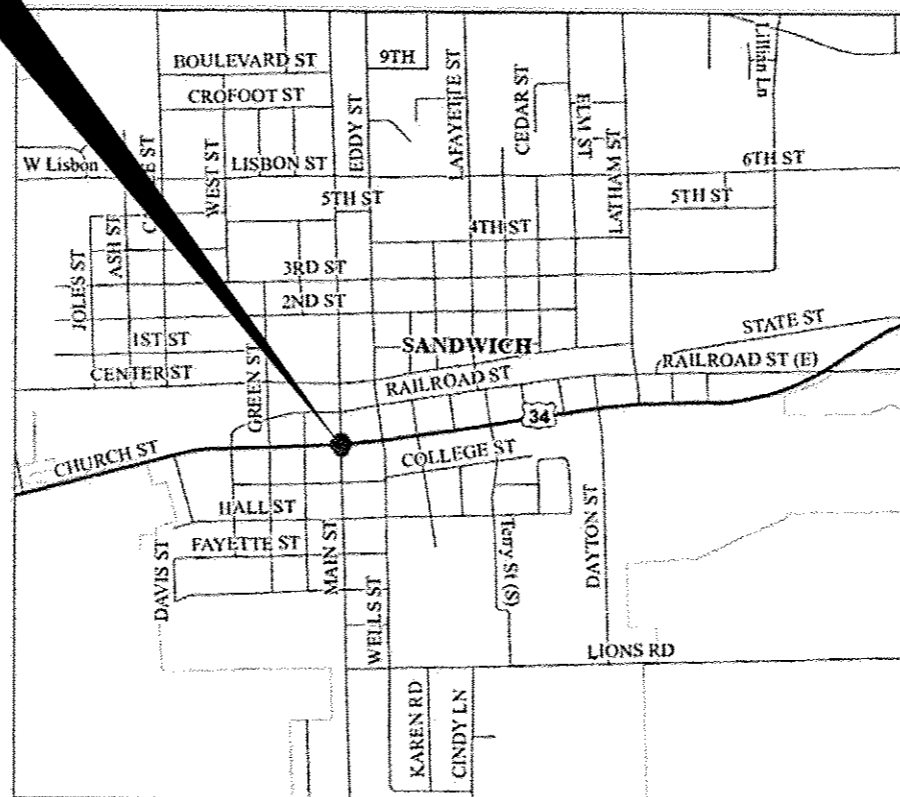 BOULEVARD ST
9TH
CROFOOT ST
EDDY ST
LAFAYETTE ST
CEDAR ST
ELM ST
LATHAM ST
Lillian Ln
W Lisbon
WEST ST
LISBON ST
6TH ST
5TH ST
5TH ST
4TH ST
ASH ST
JOLES ST
3RD ST
2ND ST
1ST ST
CENTER ST
GREEN ST
SANDWICH
STATE ST
RAILROAD ST
RAILROAD ST (E)
34
CHURCH ST
COLLEGE ST
HALL ST
FAYETTE ST
MAIN ST
DAVIS ST
WELLS ST
Terry St (S)
DAYTON ST
LIONS RD
KAREN RD
CINDY LN